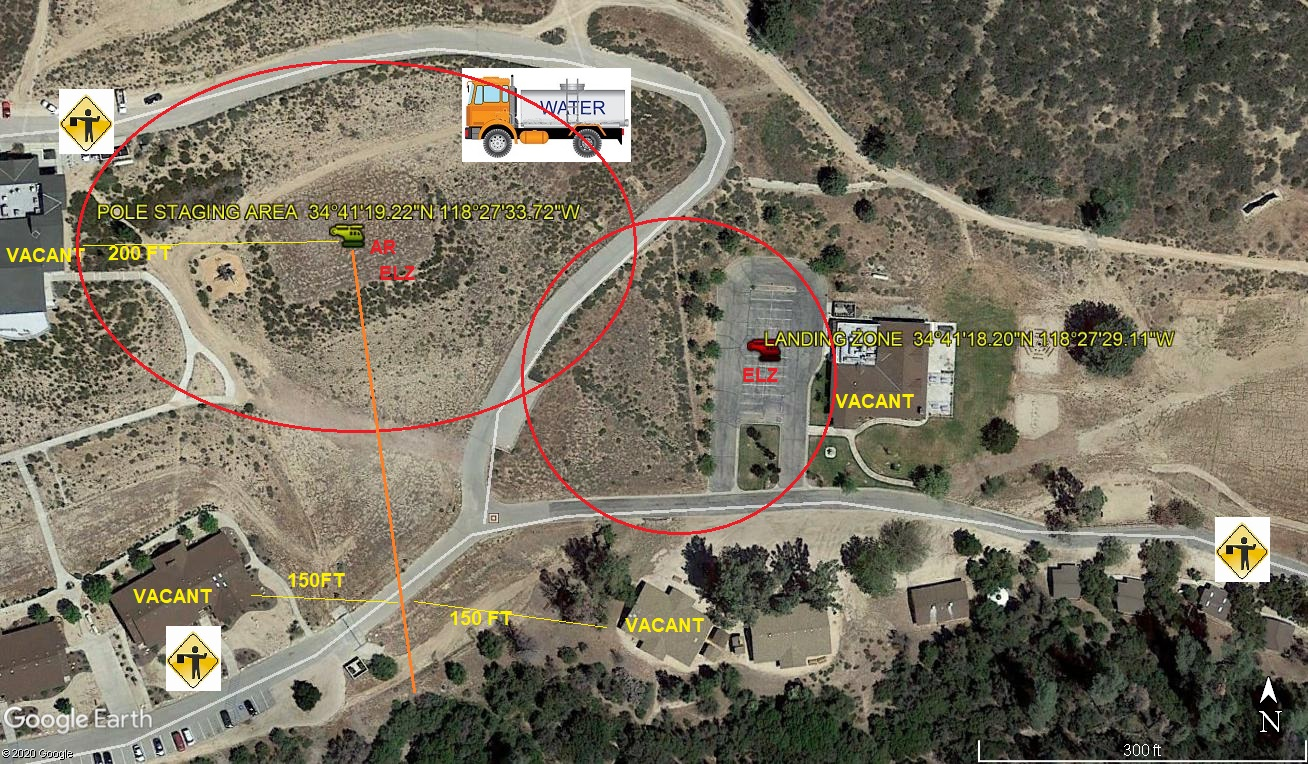 WATER
POLE STAGING AREA  34°41'19.22"N 118°27'33.72"W
VACANT
200 FT
AR
ELZ
LANDING ZONE  34°41'18.20"N 118°27'29.11"W
ELZ
VACANT
150FT
VACANT
150 FT
VACANT
N
Google Earth
© 2020 Google
300 ft